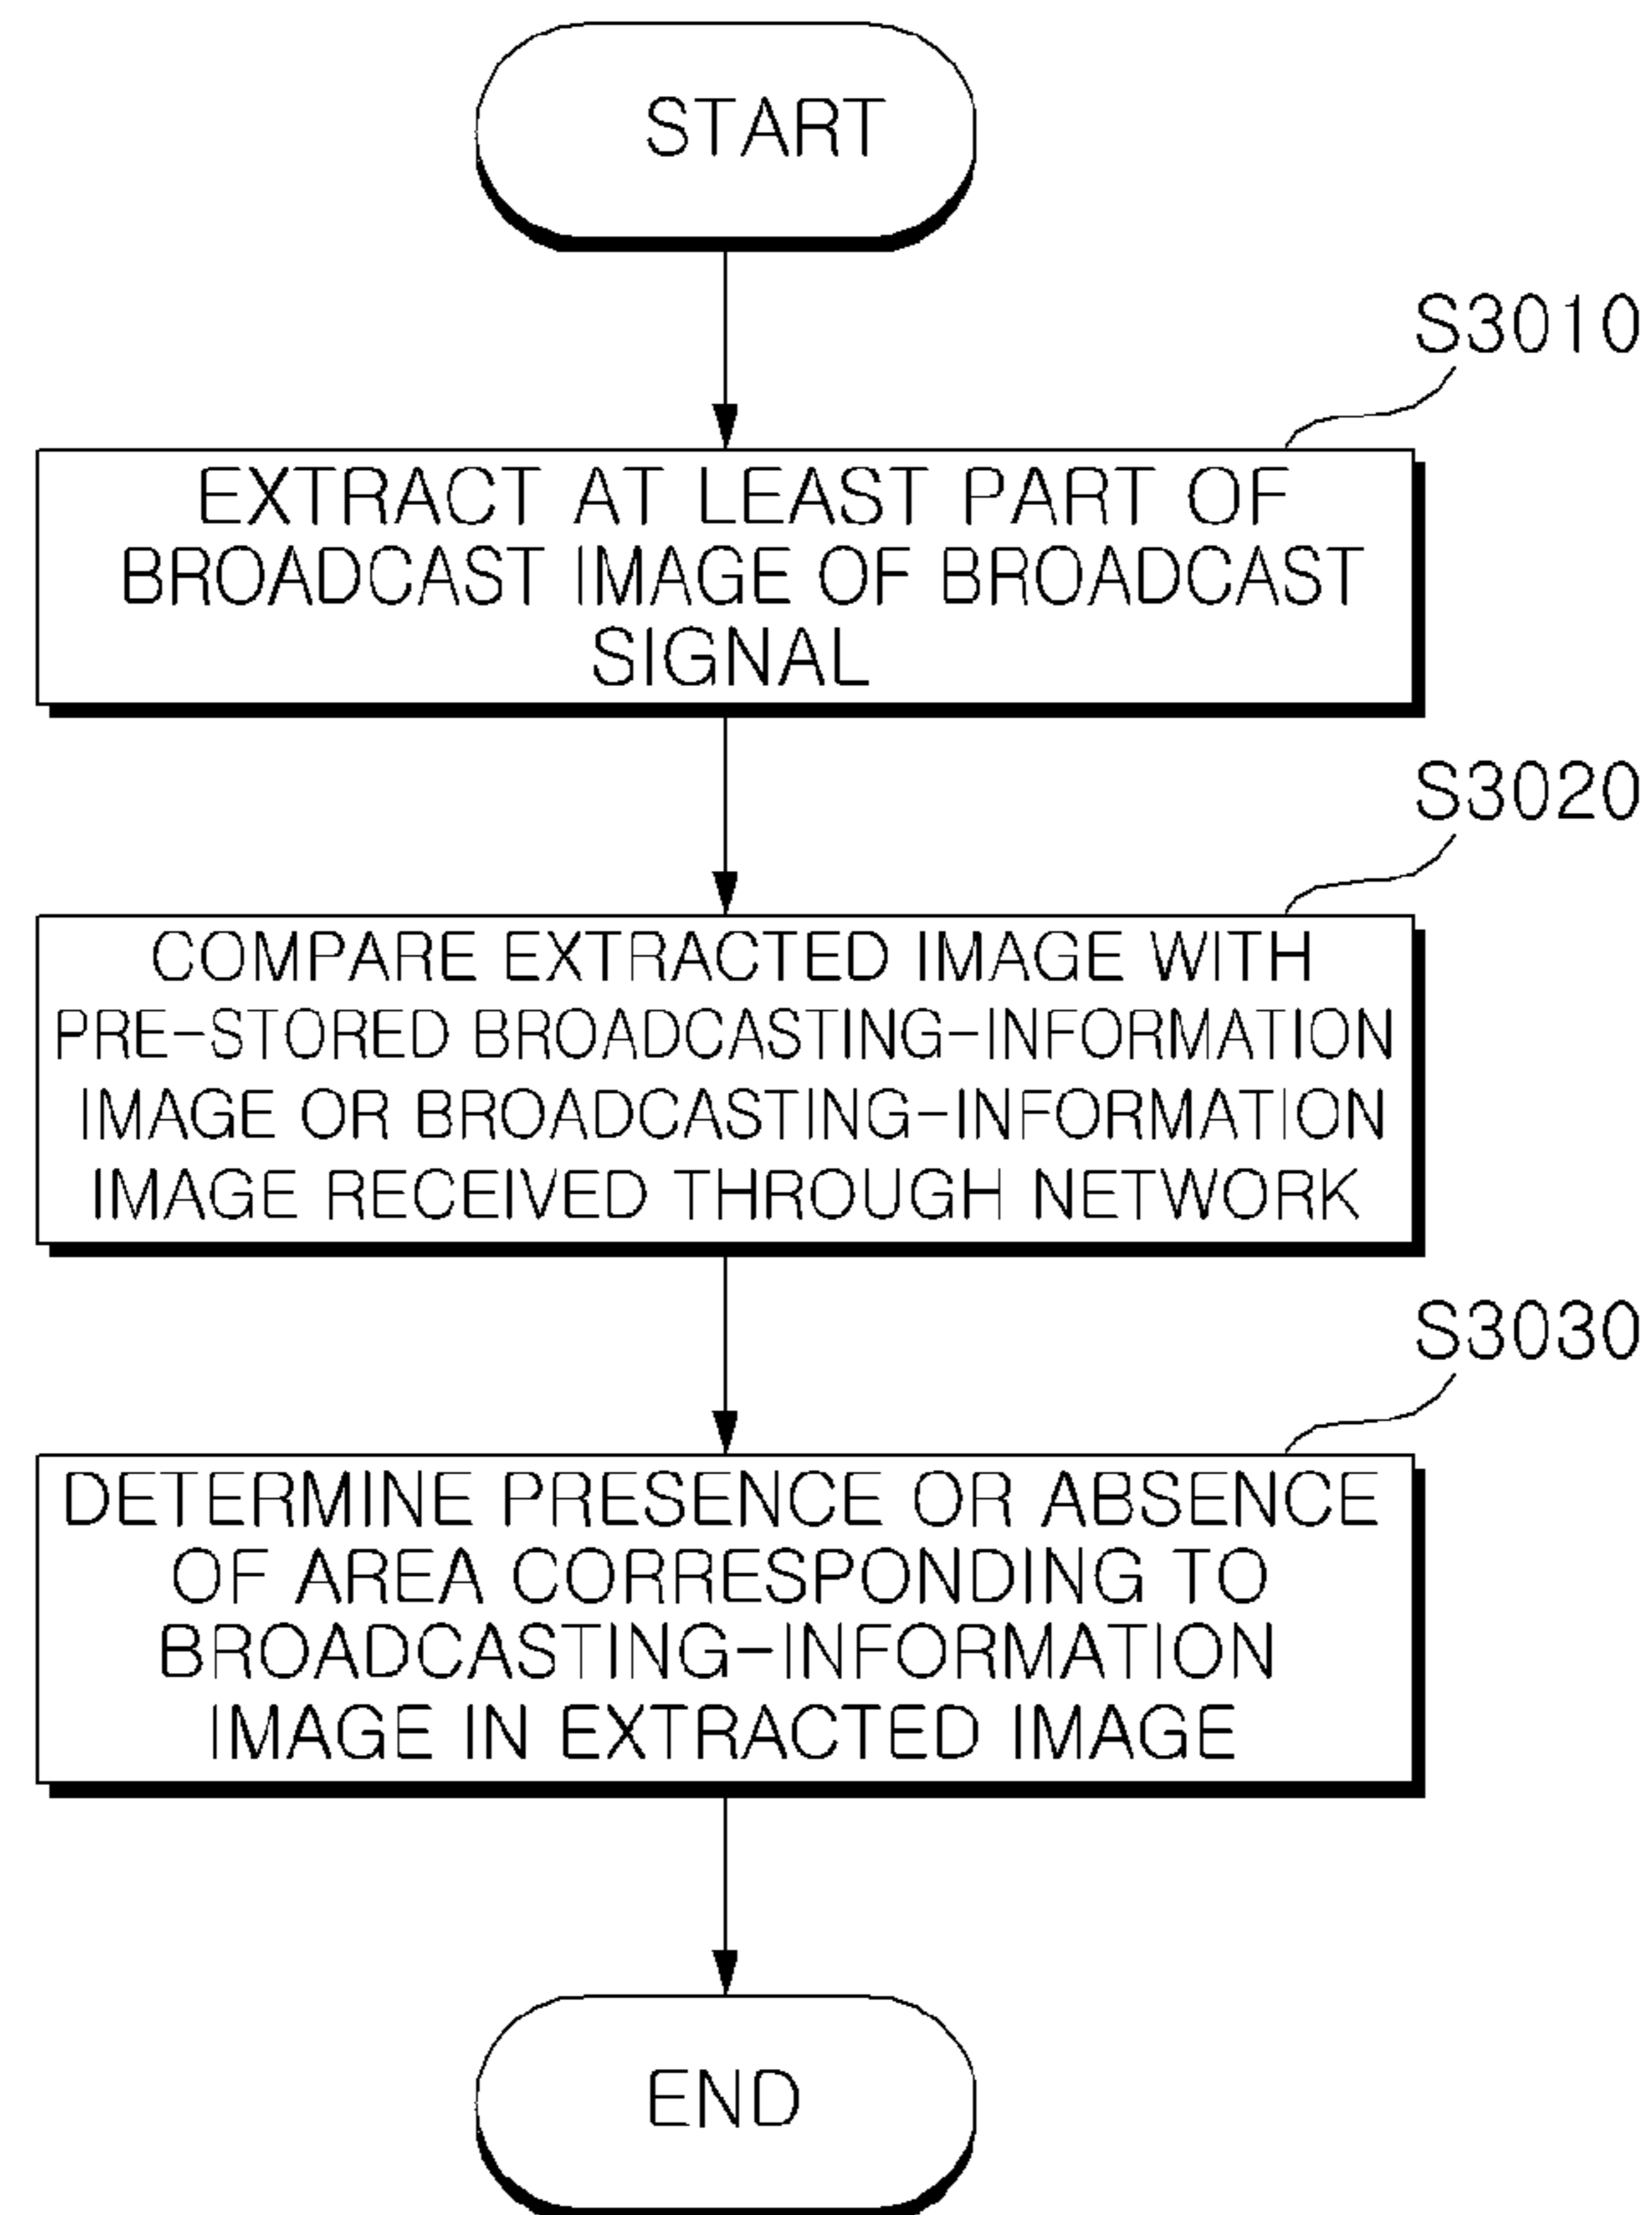 START
S3010
EXTRACT AT LEAST PART OF
BROADCAST IMAGE OF BROADCAST
SIGNAL
S3020
COMPARE EXTRACTED IMAGE WITH
PRE-STORED BROADCASTING-INFORMATION
IMAGE OR BROADCASTING-INFORMATION
IMAGE RECEIVED THROUGH NETWORK
S3030
DETERMINE PRESENCE OR ABSENCE
OF AREA CORRESPONDING TO
BROADCASTING-INFORMATION
IMAGE IN EXTRACTED IMAGE
END